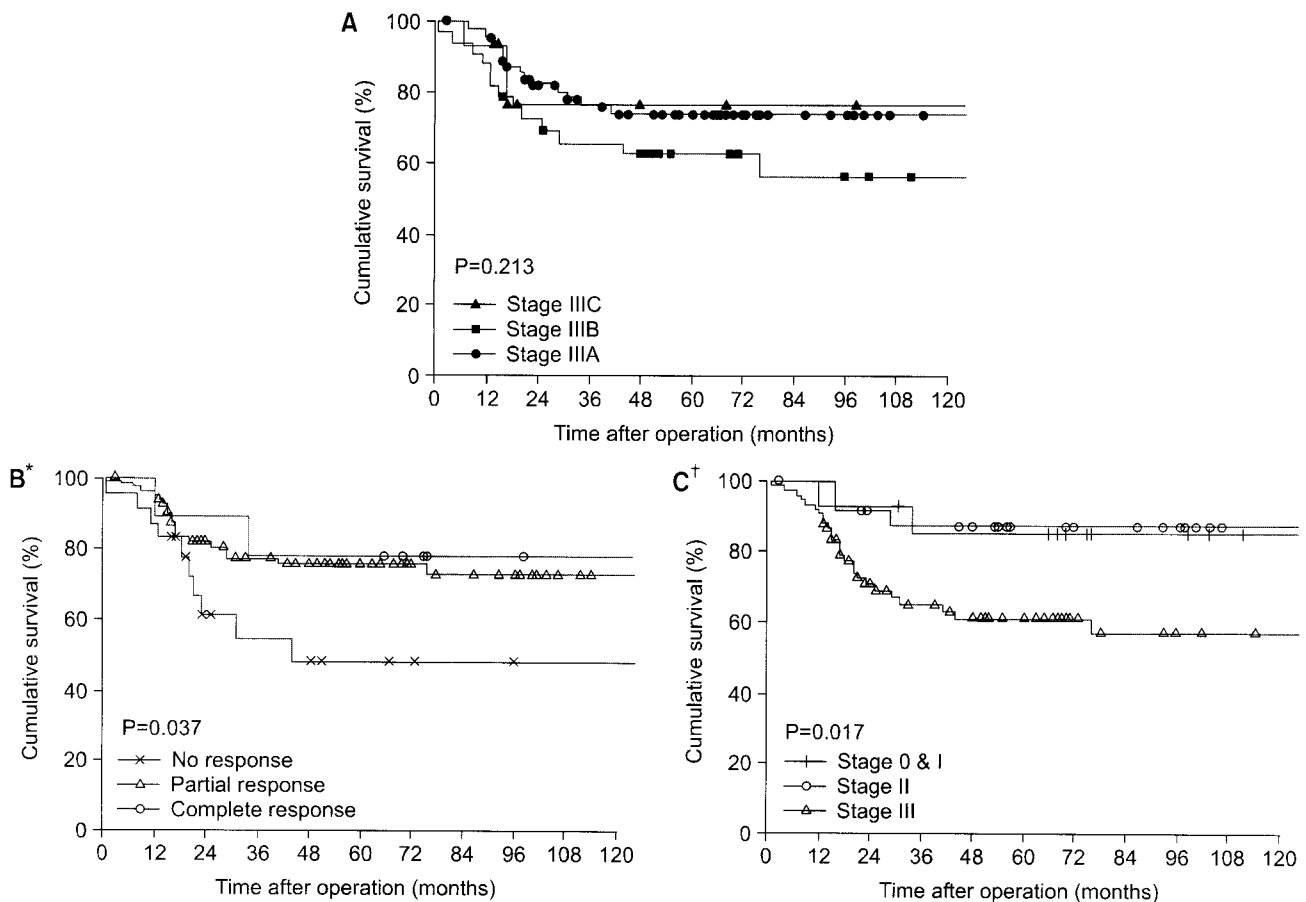 A
Cumulative survival (%)
100
80
60
40
20
0
P=0.213
Stage IIIC
Stage IIIB
Stage IIIA
0 12 24 36 48 60 72 84 96 108 120
Time after operation (months)
B*
Cumulative survival (%)
100
80
60
40
20
0
P=0.037
No response
Partial response
Complete response
0 12 24 36 48 60 72 84 96 108 120
Time after operation (months)
C†
Cumulative survival (%)
100
80
60
40
20
0
P=0.017
Stage 0 & I
Stage II
Stage III
0 12 24 36 48 60 72 84 96 108 120
Time after operation (months)